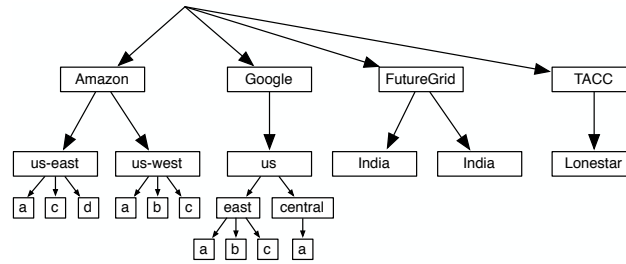 Amazon Google FutureGrid TACC
us-east us-west us India India Lonestar
a c d a b c east central
a b c a